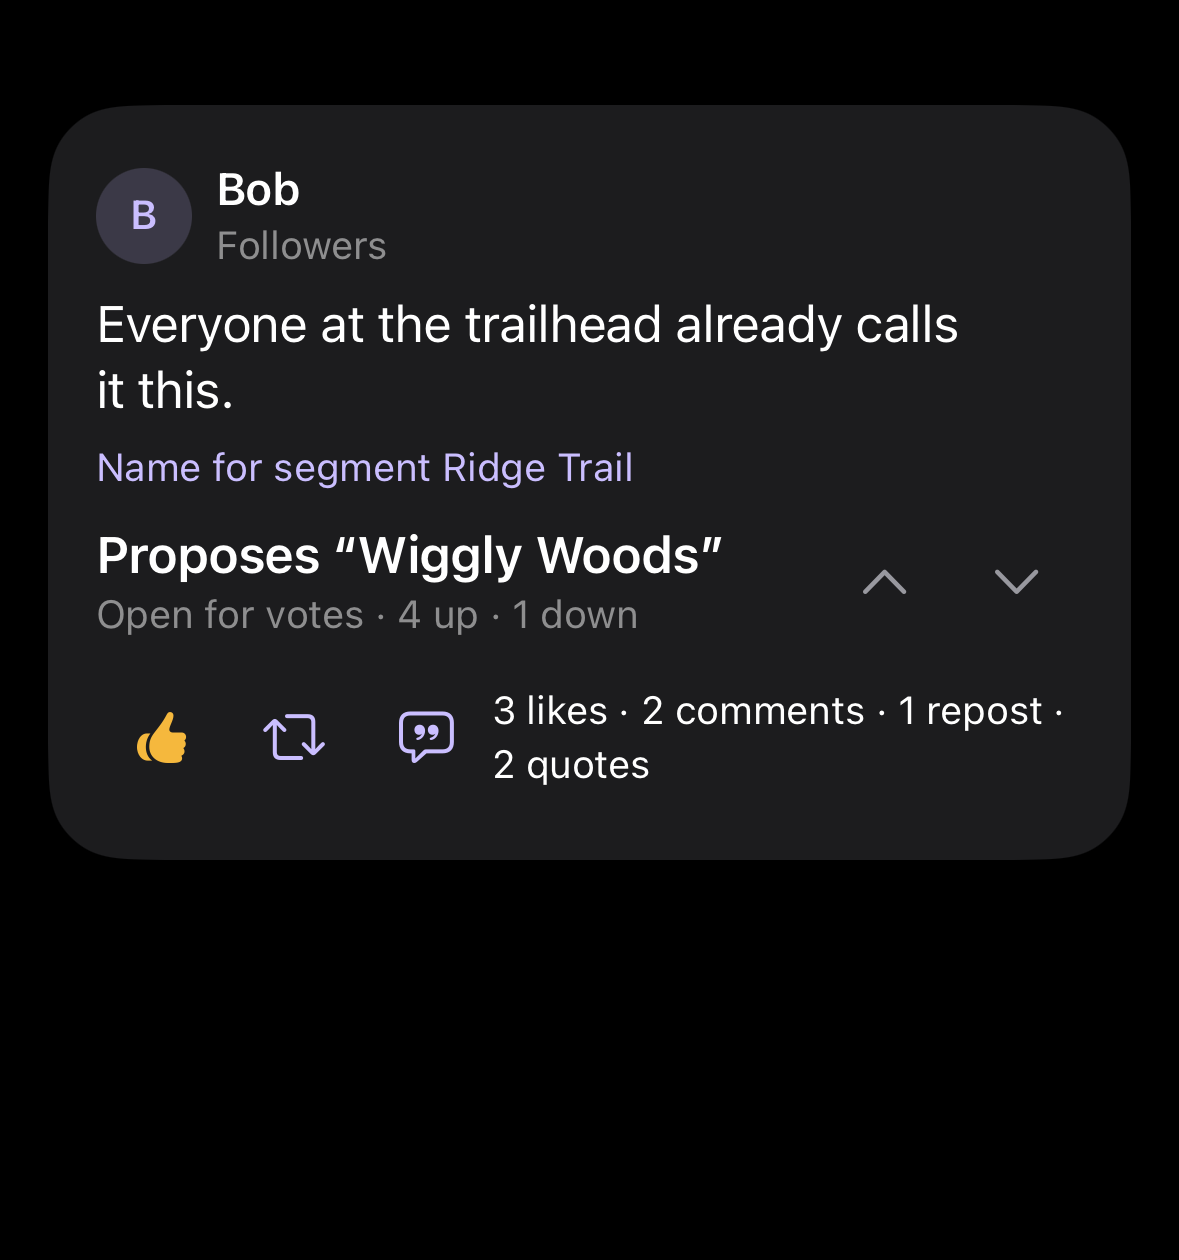 B
Bob
Followers
Everyone at the trailhead already calls
it this.
Name for segment Ridge Trail
Proposes “Wiggly Woods”
Open for votes · 4 up · 1 down
3 likes · 2 comments · 1 repost ·
2 quotes